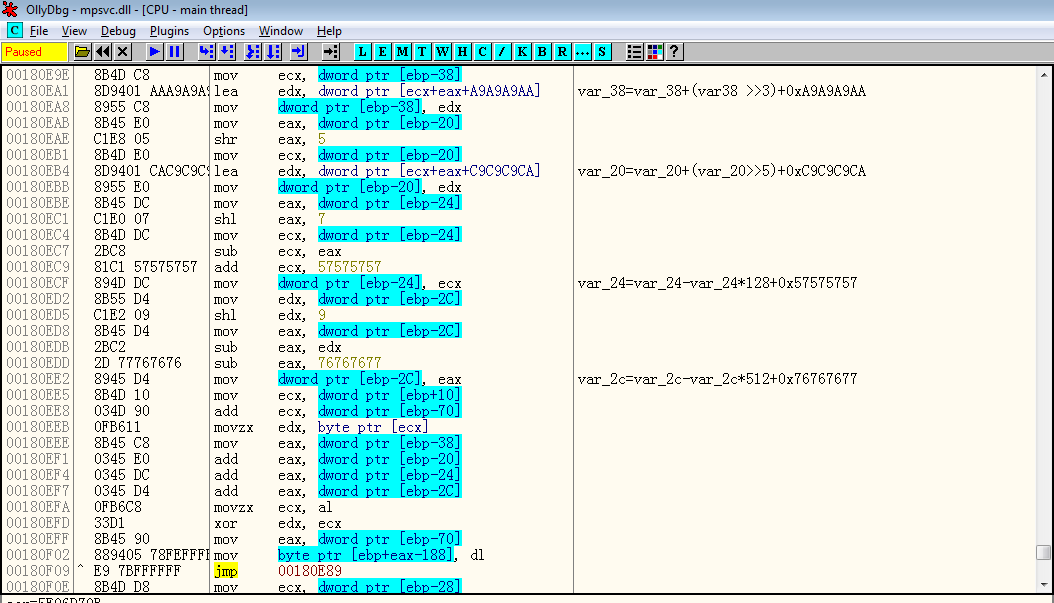 OllyDbg - mpsvc.dll - [CPU - main thread]
C File View Debug Plugins Options Window Help
Paused L E M T W H C / K B R ... S ?
00180E9E 8B4D C8 mov ecx, dword ptr [ebp-38]
00180EA1 8D9401 AAA9A9A9 lea edx, dword ptr [ecx+eax+A9A9A9AA] var_38=var_38+(var38 >>3)+0xA9A9A9AA
00180EA8 8955 C8 mov dword ptr [ebp-38], edx
00180EAB 8B45 E0 mov eax, dword ptr [ebp-20]
00180EAE C1E8 05 shr eax, 5
00180EB1 8B4D E0 mov ecx, dword ptr [ebp-20]
00180EB4 8D9401 CAC9C9C9 lea edx, dword ptr [ecx+eax+C9C9C9CA] var_20=var_20+(var_20>>5)+0xC9C9C9CA
00180EBB 8955 E0 mov dword ptr [ebp-20], edx
00180EBE 8B45 DC mov eax, dword ptr [ebp-24]
00180EC1 C1E0 07 shl eax, 7
00180EC4 8B4D DC mov ecx, dword ptr [ebp-24]
00180EC7 2BC8 sub ecx, eax
00180EC9 81C1 57575757 add ecx, 57575757
00180ECF 894D DC mov dword ptr [ebp-24], ecx var_24=var_24-var_24*128+0x57575757
00180ED2 8B55 D4 mov edx, dword ptr [ebp-2C]
00180ED5 C1E2 09 shl edx, 9
00180ED8 8B45 D4 mov eax, dword ptr [ebp-2C]
00180EDB 2BC2 sub eax, edx
00180EDD 2D 77767676 sub eax, 76767677
00180EE2 8945 D4 mov dword ptr [ebp-2C], eax var_2c=var_2c-var_2c*512+0x76767677
00180EE5 8B4D 10 mov ecx, dword ptr [ebp+10]
00180EE8 034D 90 add ecx, dword ptr [ebp-70]
00180EEB 0FB611 movzx edx, byte ptr [ecx]
00180EEE 8B45 C8 mov eax, dword ptr [ebp-38]
00180EF1 0345 E0 add eax, dword ptr [ebp-20]
00180EF4 0345 DC add eax, dword ptr [ebp-24]
00180EF7 0345 D4 add eax, dword ptr [ebp-2C]
00180EFA 0FB6C8 movzx ecx, al
00180EFD 33D1 xor edx, ecx
00180EFF 8B45 90 mov eax, dword ptr [ebp-70]
00180F02 889405 78FEFFFF mov byte ptr [ebp+eax-188], dl
00180F09 ^ E9 7BFFFFFF jmp 00180E89
00180F0E 8B4D D8 mov ecx, dword ptr [ebp-28]